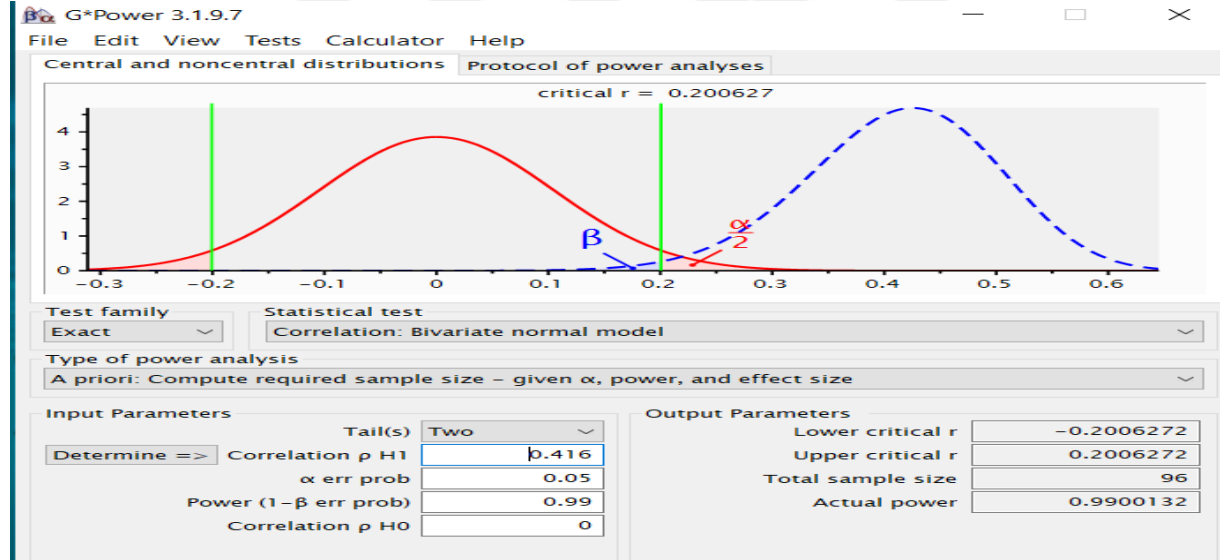 βα G*Power 3.1.9.7
File Edit View Tests Calculator Help
Central and noncentral distributions Protocol of power analyses
critical r = 0.200627
4
3
2
1
0
β
α
2
-0.3 -0.2 -0.1 0 0.1 0.2 0.3 0.4 0.5 0.6
Test family Statistical test
Exact Correlation: Bivariate normal model
Type of power analysis
A priori: Compute required sample size – given α, power, and effect size
Input Parameters Output Parameters
Tail(s) Two Lower critical r -0.2006272
Determine => Correlation ρ H1 0.416 Upper critical r 0.2006272
α err prob 0.05 Total sample size 96
Power (1-β err prob) 0.99 Actual power 0.9900132
Correlation ρ H0 0